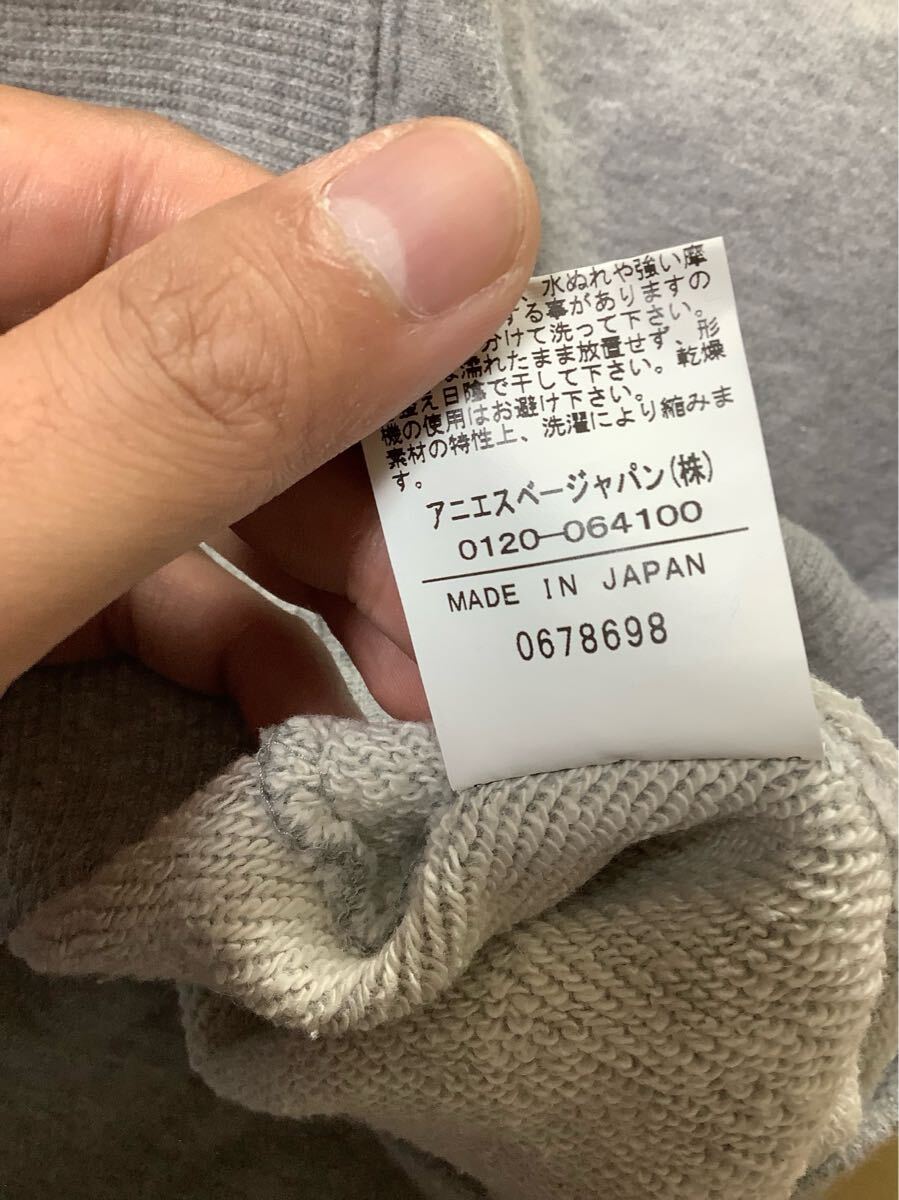 、水ぬれや強い摩
する事がありますの
分けて洗って下さい。
濡れたまま放置せず、形
整え日陰で干して下さい。乾燥
機の使用はお避け下さい。
素材の特性上、洗濯により縮みま
す。
アニエスベージャパン(株)
0120-064100
MADE IN JAPAN
0678698